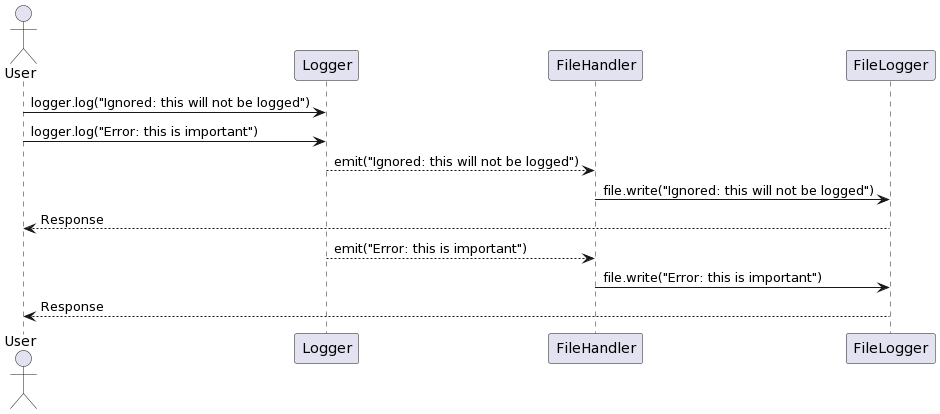 User
Logger
FileHandler
FileLogger
logger.log("Ignored: this will not be logged")
logger.log("Error: this is important")
emit("Ignored: this will not be logged")
file.write("Ignored: this will not be logged")
Response
emit("Error: this is important")
file.write("Error: this is important")
Response
User
Logger
FileHandler
FileLogger